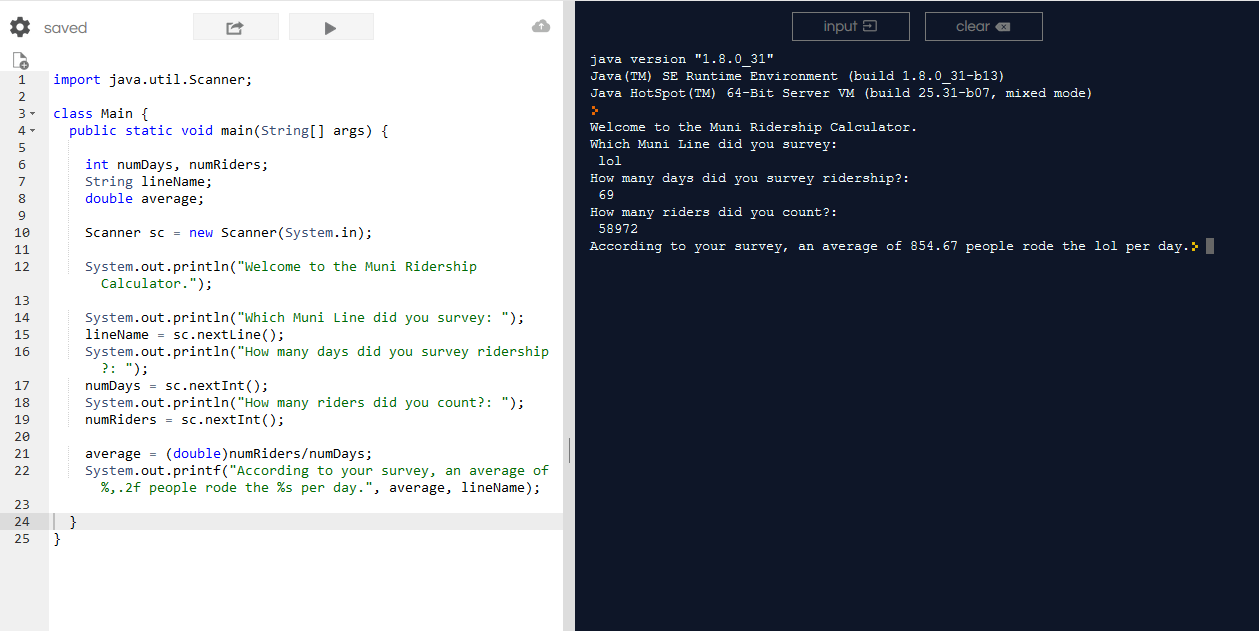 saved
1 import java.util.Scanner;
2
3 class Main {
4 public static void main(String[] args) {
5
6 int numDays, numRiders;
7 String lineName;
8 double average;
9
10 Scanner sc = new Scanner(System.in);
11
12 System.out.println("Welcome to the Muni Ridership
Calculator.");
13
14 System.out.println("Which Muni Line did you survey: ");
15 lineName = sc.nextLine();
16 System.out.println("How many days did you survey ridership
?: ");
17 numDays = sc.nextInt();
18 System.out.println("How many riders did you count?: ");
19 numRiders = sc.nextInt();
20
21 average = (double)numRiders/numDays;
22 System.out.printf("According to your survey, an average of
%,.2f people rode the %s per day.", average, lineName);
23
24 }
25 }
input
clear
java version "1.8.0_31"
Java(TM) SE Runtime Environment (build 1.8.0_31-b13)
Java HotSpot(TM) 64-Bit Server VM (build 25.31-b07, mixed mode)
Welcome to the Muni Ridership Calculator.
Which Muni Line did you survey:
lol
How many days did you survey ridership?:
69
How many riders did you count?:
58972
According to your survey, an average of 854.67 people rode the lol per day.